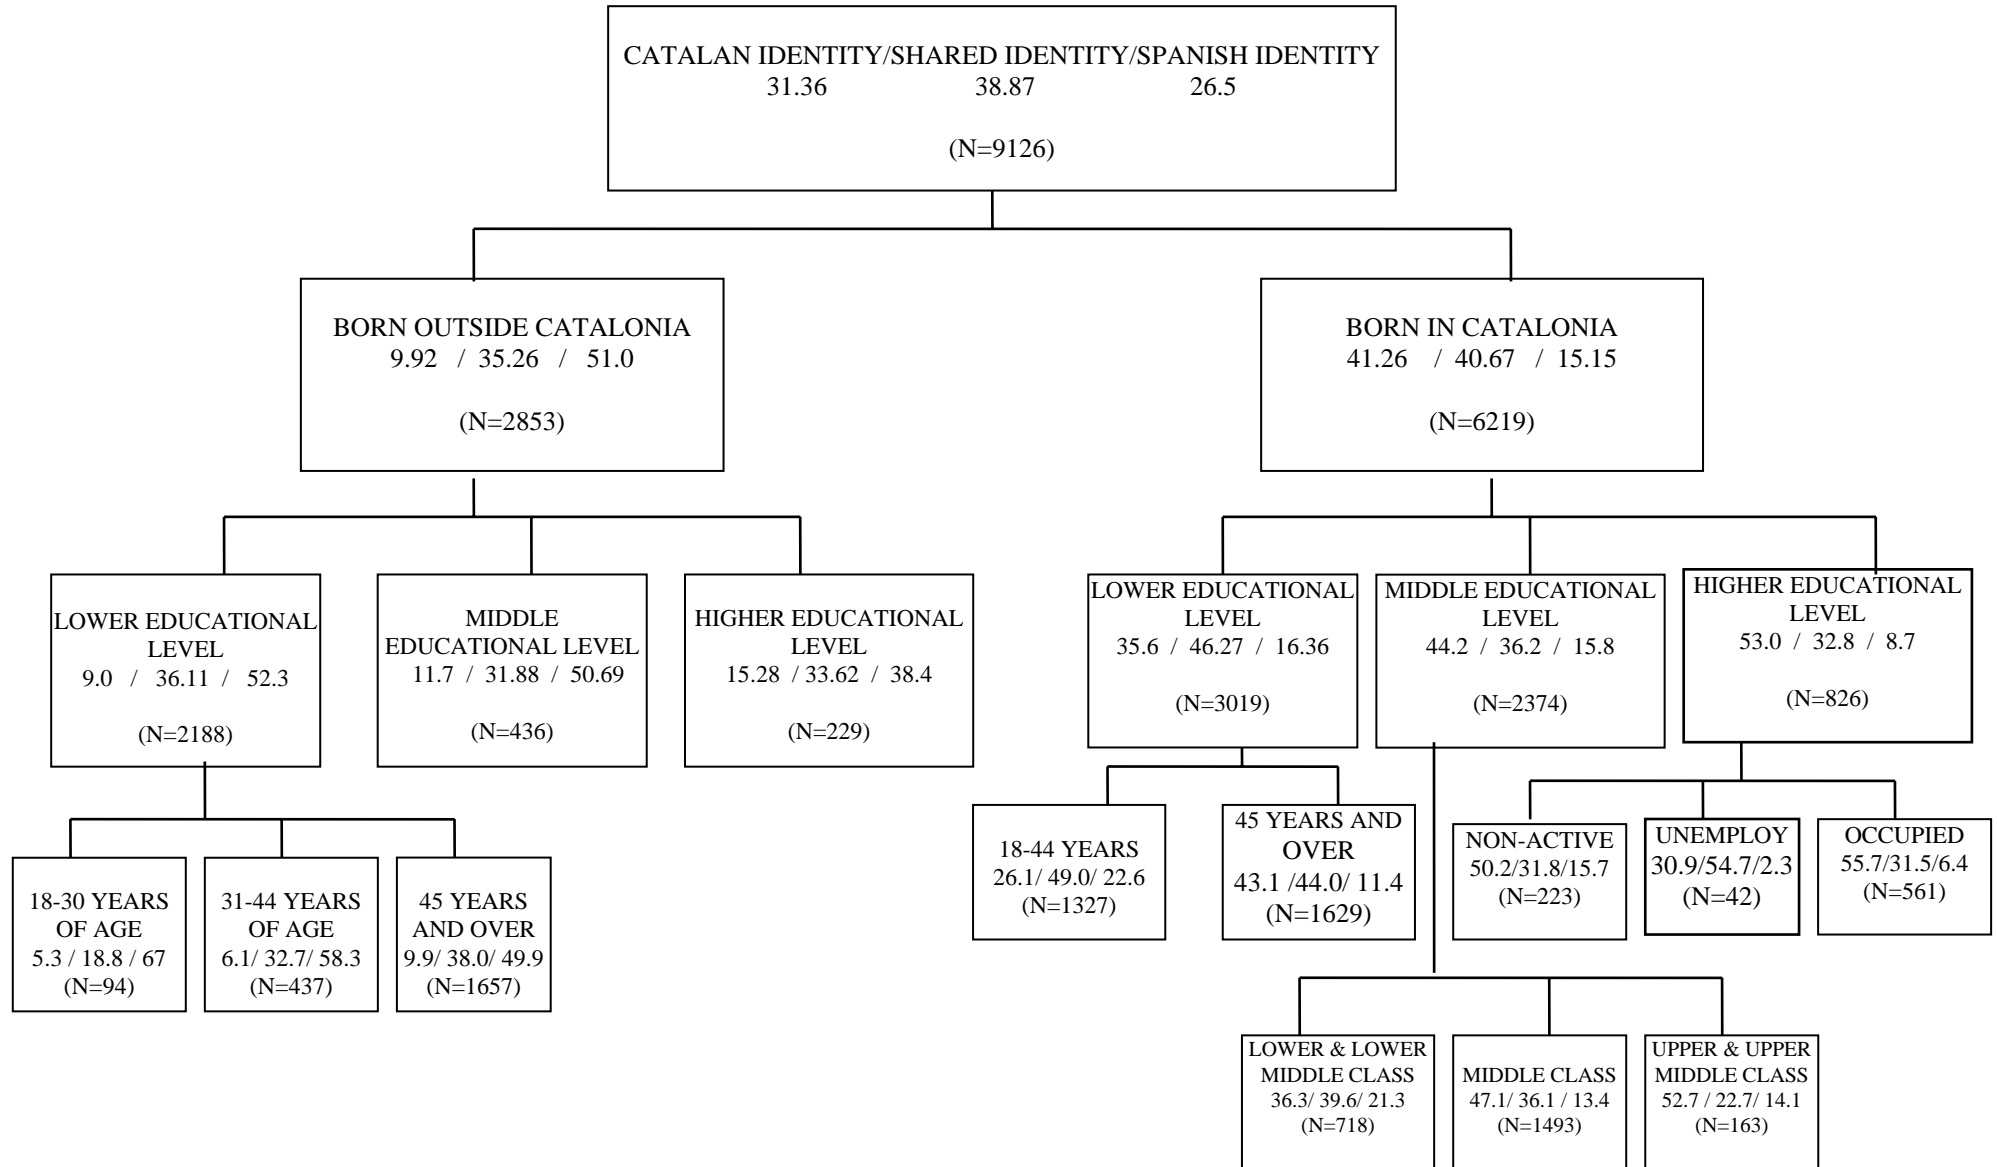 CATALAN IDENTITY/SHARED IDENTITY/SPANISH IDENTITY
31.36 38.87 26.5
(N=9126)
BORN OUTSIDE CATALONIA
9.92 / 35.26 / 51.0
(N=2853)
BORN IN CATALONIA
41.26 / 40.67 / 15.15
(N=6219)
LOWER EDUCATIONAL
LEVEL
9.0 / 36.11 / 52.3
(N=2188)
MIDDLE
EDUCATIONAL LEVEL
11.7 / 31.88 / 50.69
(N=436)
HIGHER EDUCATIONAL
LEVEL
15.28 / 33.62 / 38.4
(N=229)
LOWER EDUCATIONAL
LEVEL
35.6 / 46.27 / 16.36
(N=3019)
MIDDLE EDUCATIONAL
LEVEL
44.2 / 36.2 / 15.8
(N=2374)
HIGHER EDUCATIONAL
LEVEL
53.0 / 32.8 / 8.7
(N=826)
18-30 YEARS
OF AGE
5.3 / 18.8 / 67
(N=94)
31-44 YEARS
OF AGE
6.1/ 32.7/ 58.3
(N=437)
45 YEARS
AND OVER
9.9/ 38.0/ 49.9
(N=1657)
18-44 YEARS
26.1/ 49.0/ 22.6
(N=1327)
45 YEARS AND
OVER
43.1 /44.0/ 11.4
(N=1629)
NON-ACTIVE
50.2/31.8/15.7
(N=223)
UNEMPLOY
30.9/54.7/2.3
(N=42)
OCCUPIED
55.7/31.5/6.4
(N=561)
LOWER & LOWER
MIDDLE CLASS
36.3/ 39.6/ 21.3
(N=718)
MIDDLE CLASS
47.1/ 36.1 / 13.4
(N=1493)
UPPER & UPPER
MIDDLE CLASS
52.7 / 22.7/ 14.1
(N=163)